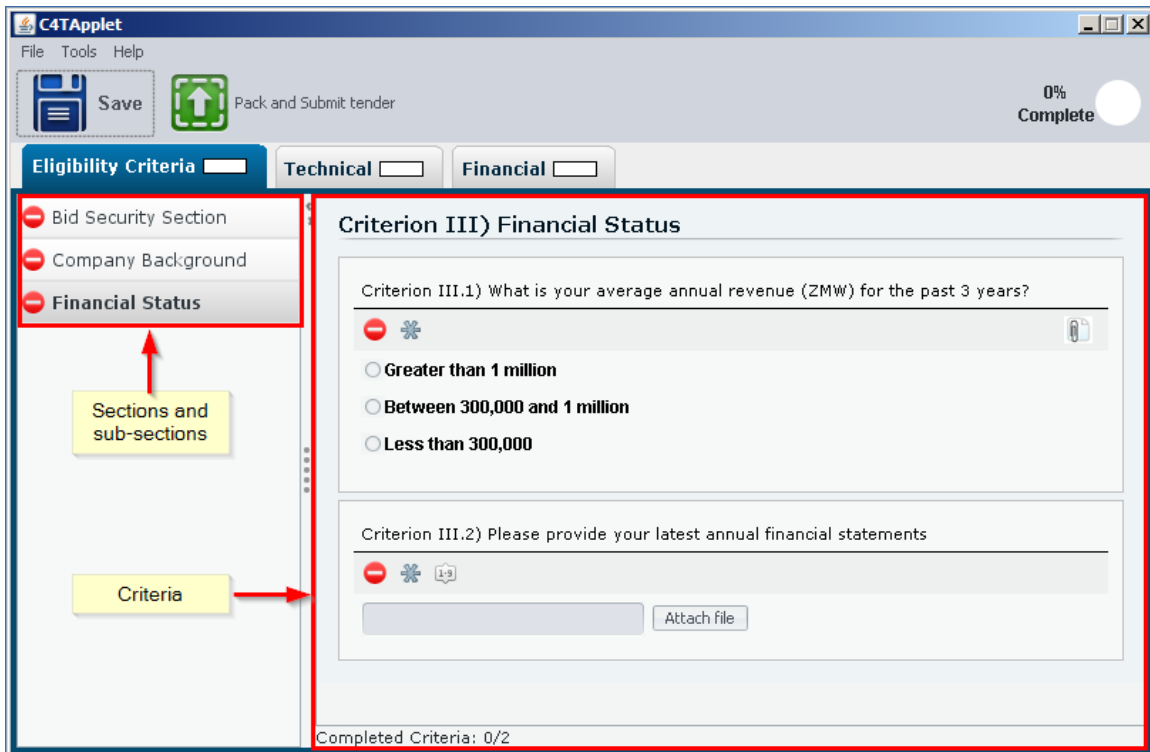 C4TApplet
File Tools Help
Save
Pack and Submit tender
0%
Complete
Eligibility Criteria
Technical
Financial
Bid Security Section
Company Background
Financial Status
Sections and
sub-sections
Criteria
Criterion III) Financial Status
Criterion III.1) What is your average annual revenue (ZMW) for the past 3 years?
Greater than 1 million
Between 300,000 and 1 million
Less than 300,000
Criterion III.2) Please provide your latest annual financial statements
1-9
Attach file
Completed Criteria: 0/2